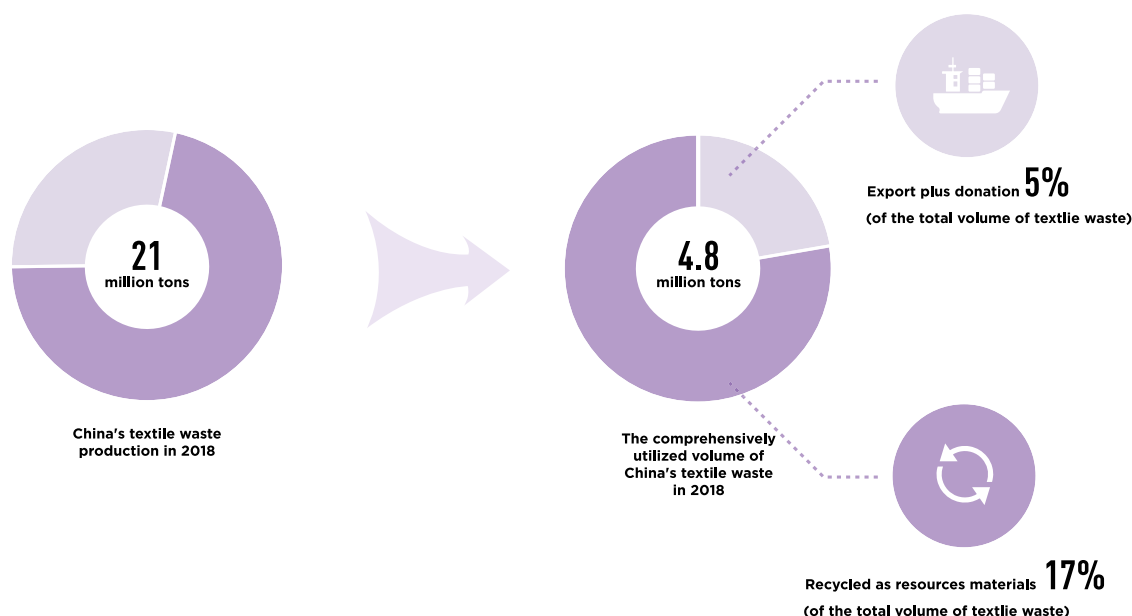 21
million tons
China's textile waste
production in 2018
4.8
million tons
The comprehensively
utilized volume of
China's textile waste
in 2018
Export plus donation 5%
(of the total volume of textlie waste)
Recycled as resources materials 17%
(of the total volume of textlie waste)